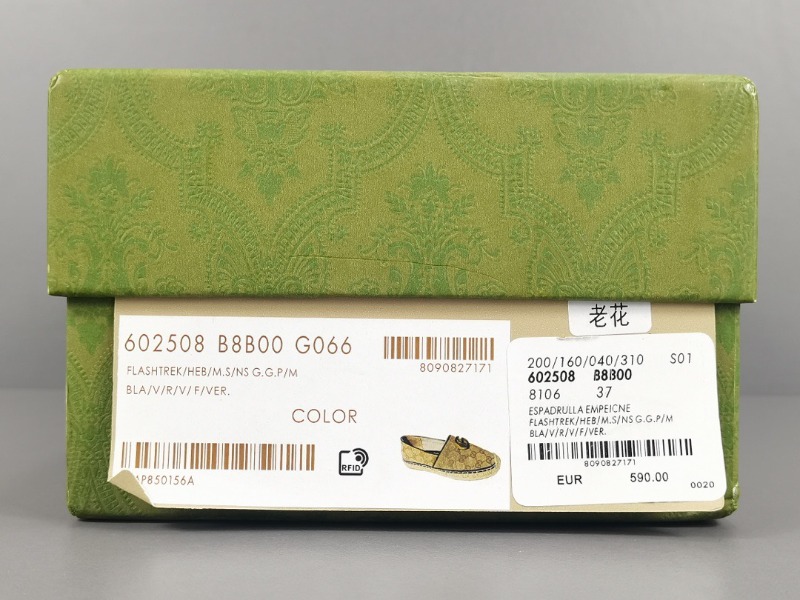 老花
602508 B8B00 G066
8090827171
FLASHTREK/HEB/M.S/NS G.G.P/M
BLA/V/R/V/F/VER.
COLOR
RFID
P850156A
200/160/040/310 S01
602508 B8B00
8106 37
ESPADRULLA EMPEICNE
FLASHTREK/HEB/M.S/NS G.G.P/M
BLA/V/R/V/F/VER.
8090827171
EUR 590.00
0020